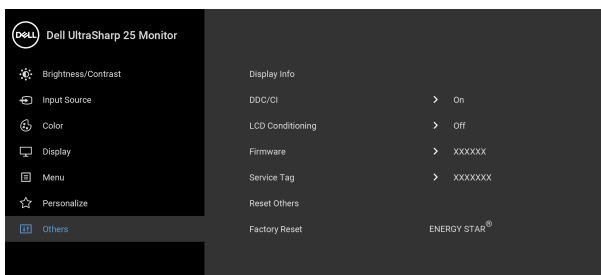 DELL Dell UltraSharp 25 Monitor
Brightness/Contrast
Input Source
Color
Display
Menu
Personalize
Others
Display Info
DDC/CI > On
LCD Conditioning > Off
Firmware > XXXXXX
Service Tag > XXXXXXX
Reset Others
Factory Reset ENERGY STAR®